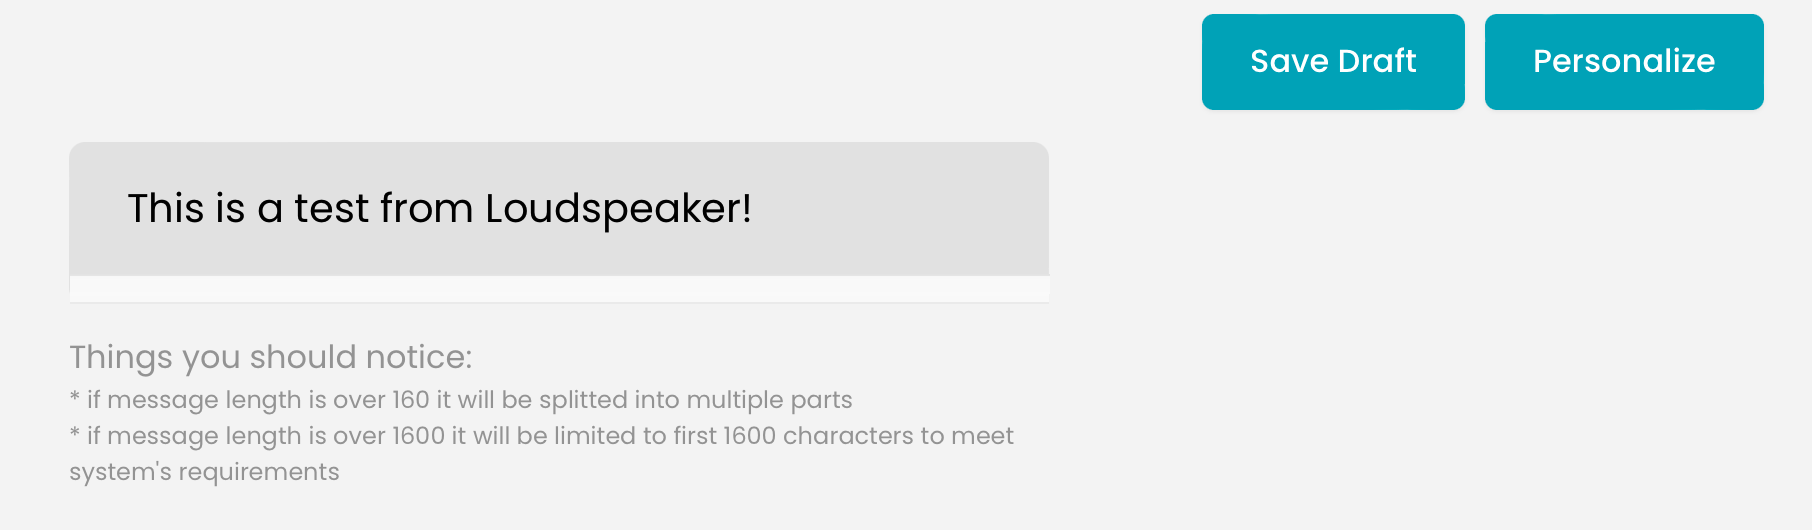 Save Draft
Personalize
This is a test from Loudspeaker!
Things you should notice:
* if message length is over 160 it will be splitted into multiple parts
* if message length is over 1600 it will be limited to first 1600 characters to meet
system's requirements